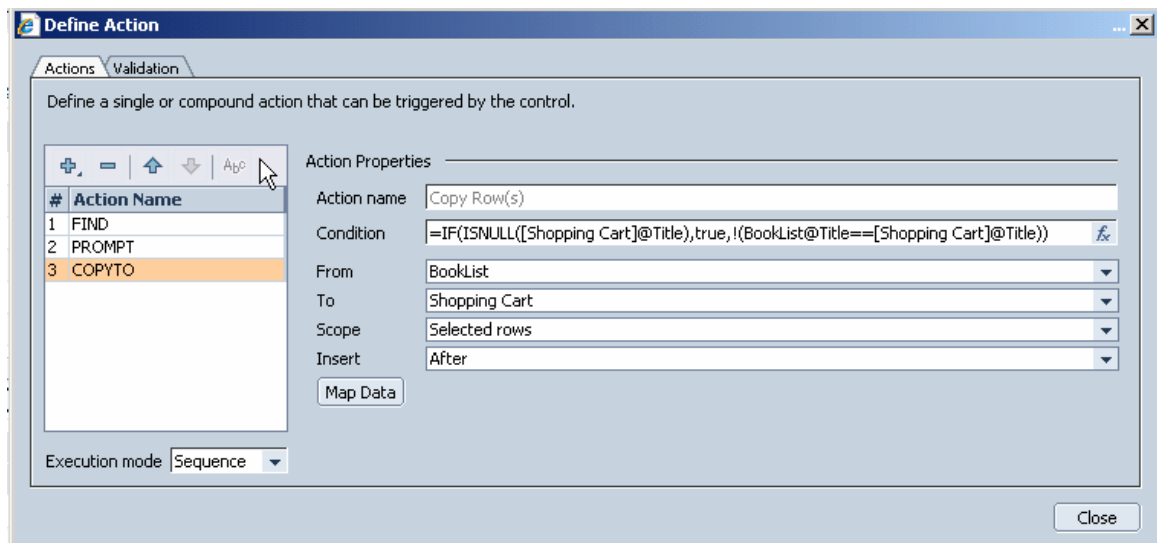 Define Action
Actions Validation
Define a single or compound action that can be triggered by the control.
Abc
# Action Name
1 FIND
2 PROMPT
3 COPYTO
Execution mode Sequence
Action Properties
Action name Copy Row(s)
Condition =IF(ISNULL([Shopping Cart]@Title),true,!(BookList@Title==[Shopping Cart]@Title)) fx
From BookList
To Shopping Cart
Scope Selected rows
Insert After
Map Data
Close